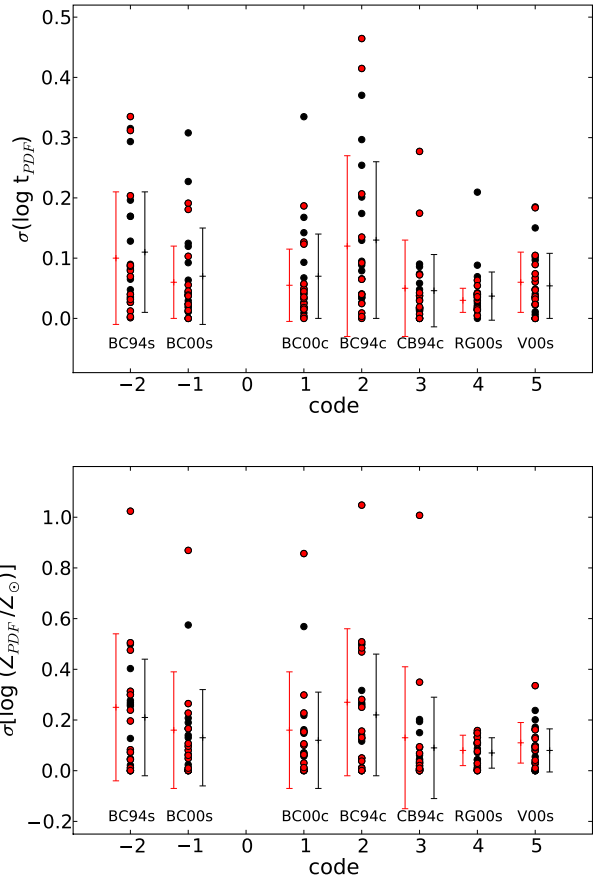 0.5
0.4
0.3
0.2
0.1
0.0
σ(log t_PDF)
BC94s BC00s BC00c BC94c CB94c RG00s V00s
−2 −1 0 1 2 3 4 5
code
1.0
0.8
0.6
0.4
0.2
0.0
−0.2
σ[log (Z_PDF/Z_⊙)]
BC94s BC00s BC00c BC94c CB94c RG00s V00s
−2 −1 0 1 2 3 4 5
code